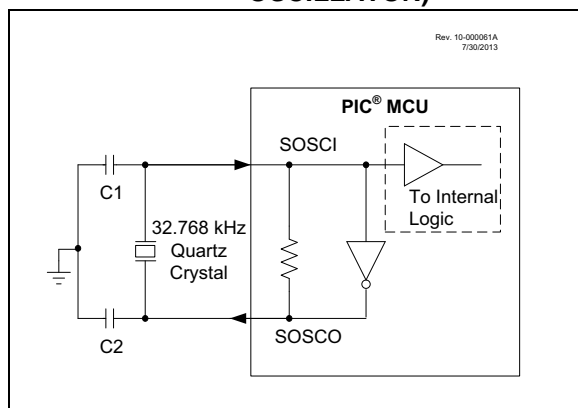 OSCILLATOR)
Rev. 10-000061A
7/30/2013
PIC® MCU
SOSCI
C1
To Internal
Logic
32.768 kHz
Quartz
Crystal
C2
SOSCO